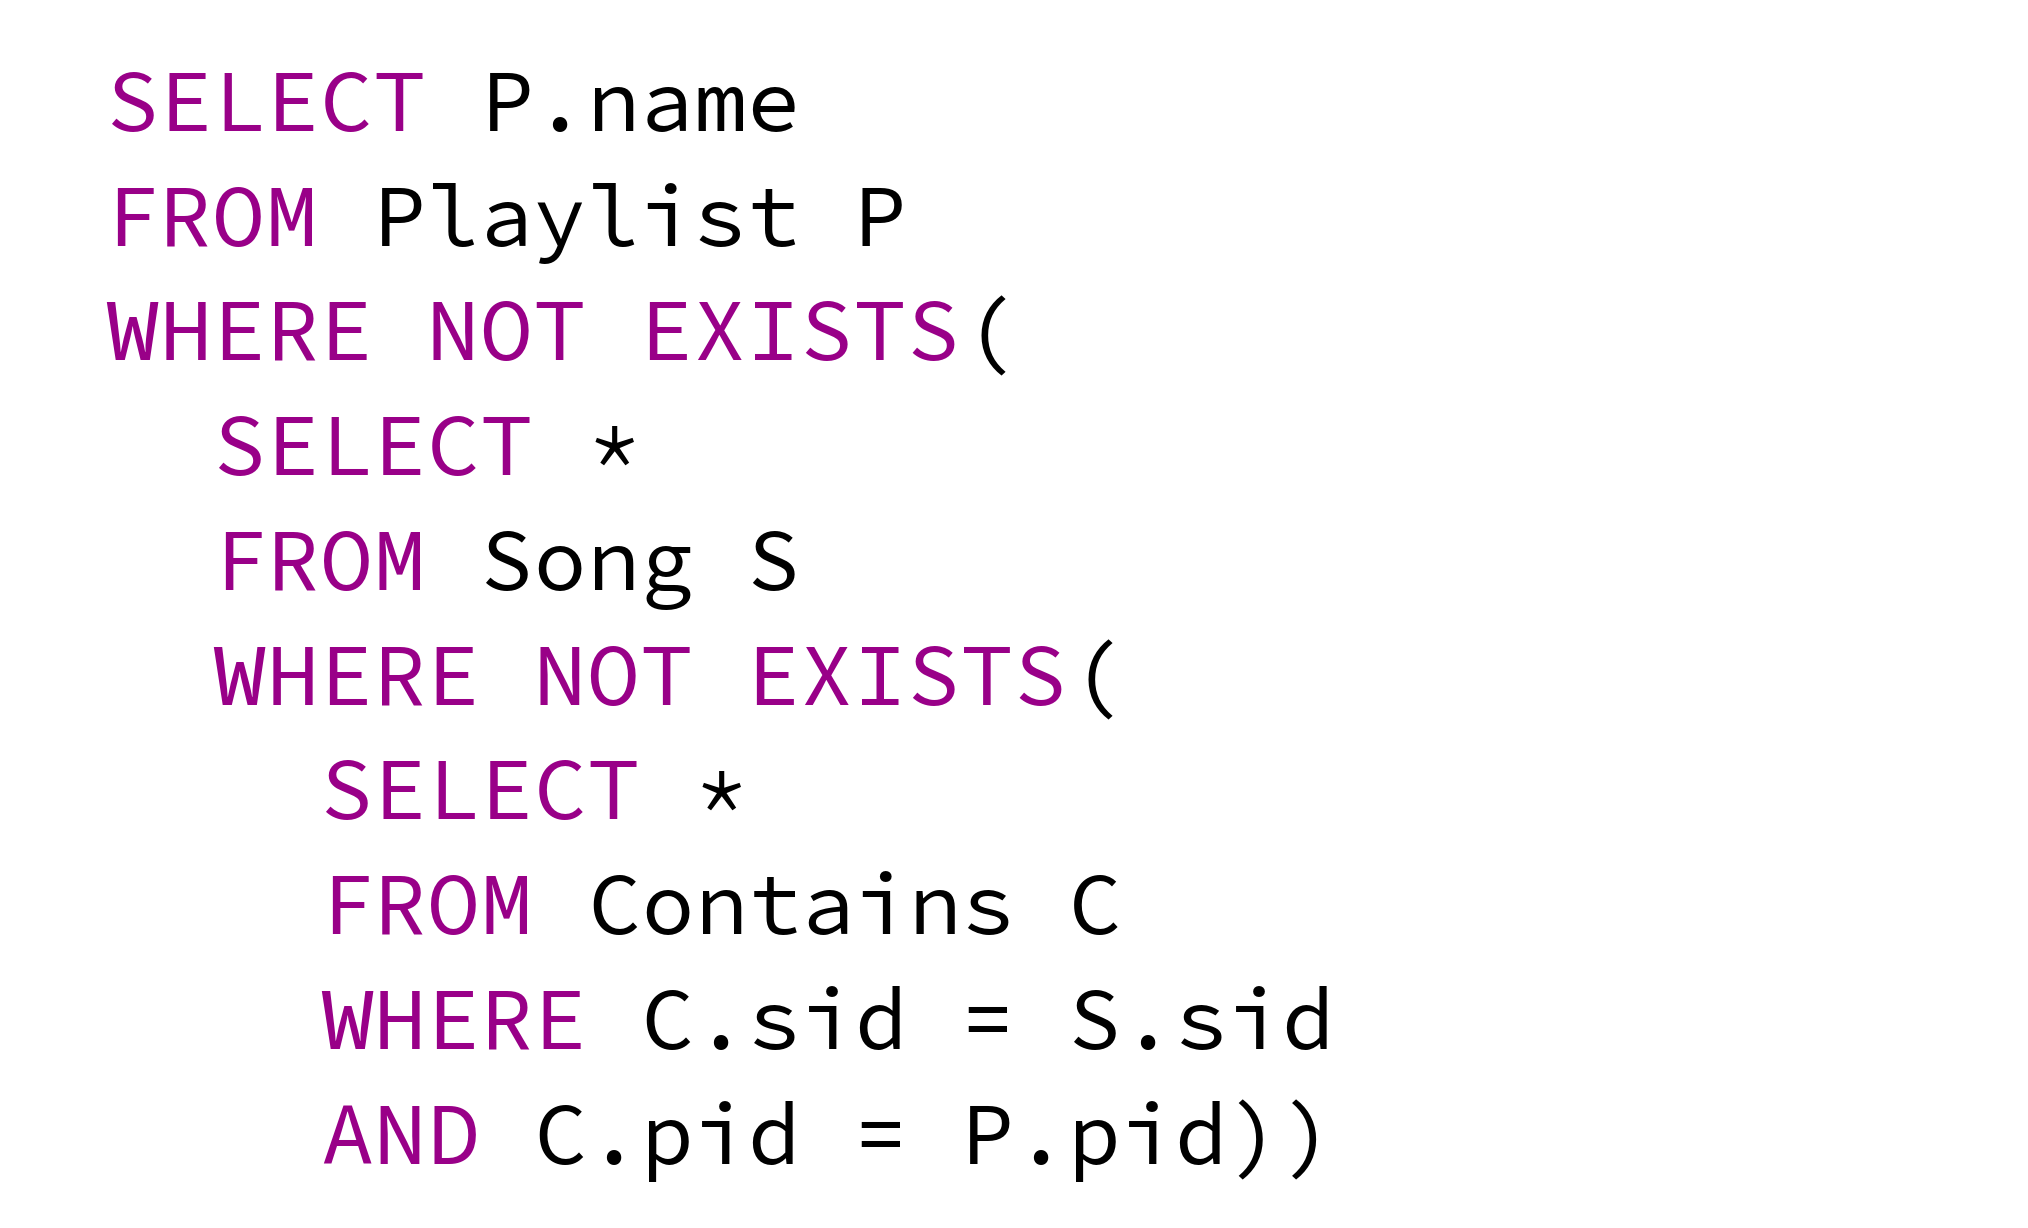 SELECT P.name
FROM Playlist P
WHERE NOT EXISTS(
SELECT *
FROM Song S
WHERE NOT EXISTS(
SELECT *
FROM Contains C
WHERE C.sid = S.sid
AND C.pid = P.pid))